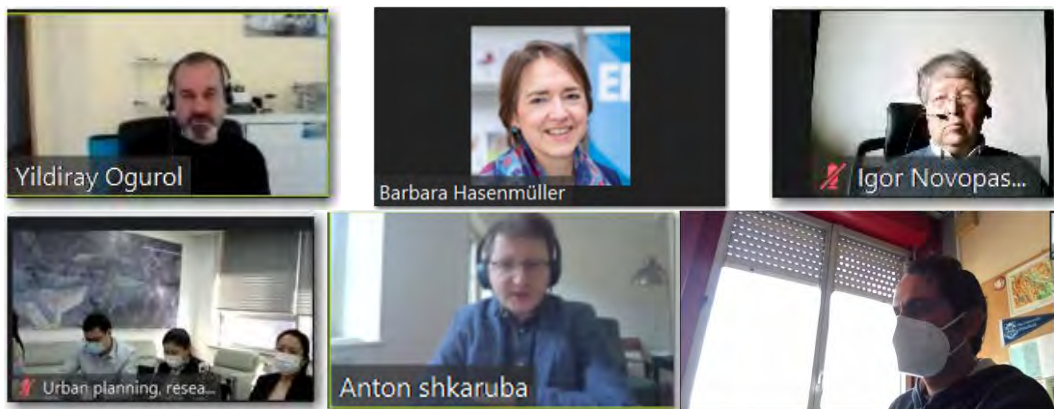 Yildiray Ogurol
Barbara Hasenmüller
Igor Novopas...
Urban planning, resea...
Anton shkaruba